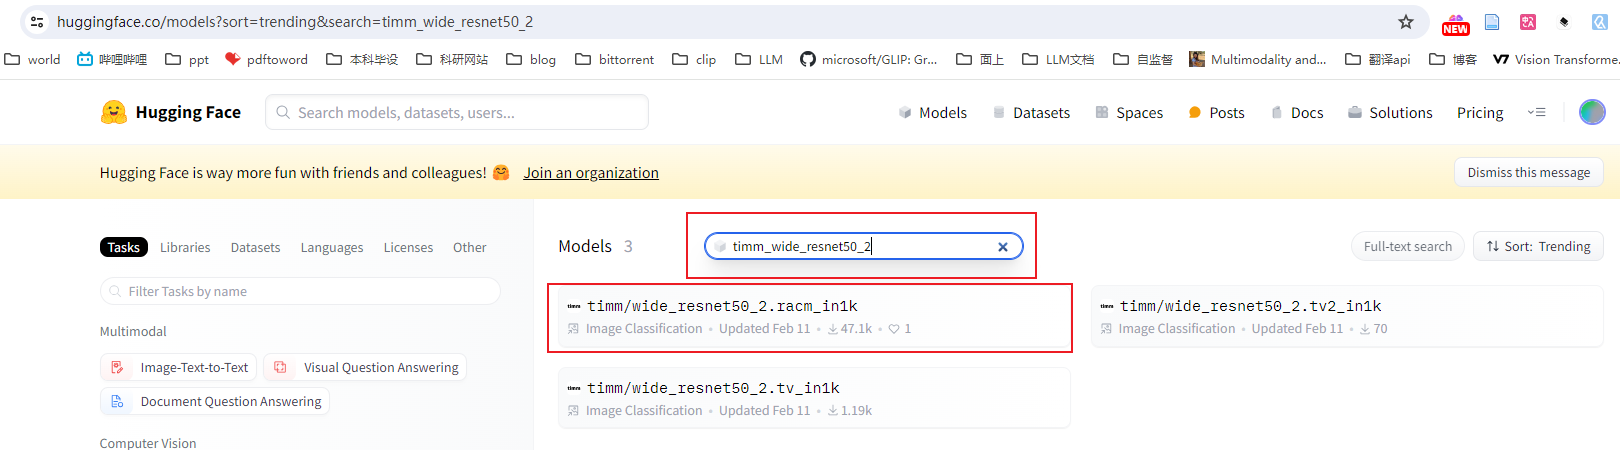 huggingface.co/models?sort=trending&search=timm_wide_resnet50_2
NEW
world 哔哩哔哩 ppt pdftoword 本科毕设 科研网站 blog bittorrent clip LLM microsoft/GLIP: Gr... 面上 LLM文档 自监督 Multimodality and... 翻译api 博客 Vision Transforme.
Hugging Face Search models, datasets, users... Models Datasets Spaces Posts Docs Solutions Pricing
Hugging Face is way more fun with friends and colleagues! 🤗 Join an organization Dismiss this message
Tasks Libraries Datasets Languages Licenses Other
Models 3 timm_wide_resnet50_2 Full-text search Sort: Trending
Filter Tasks by name
timm timm/wide_resnet50_2.racm_in1k
Image Classification • Updated Feb 11 • 47.1k • 1
timm timm/wide_resnet50_2.tv2_in1k
Image Classification • Updated Feb 11 • 70
timm timm/wide_resnet50_2.tv_in1k
Image Classification • Updated Feb 11 • 1.19k
Multimodal
Image-Text-to-Text Visual Question Answering
Document Question Answering
Computer Vision